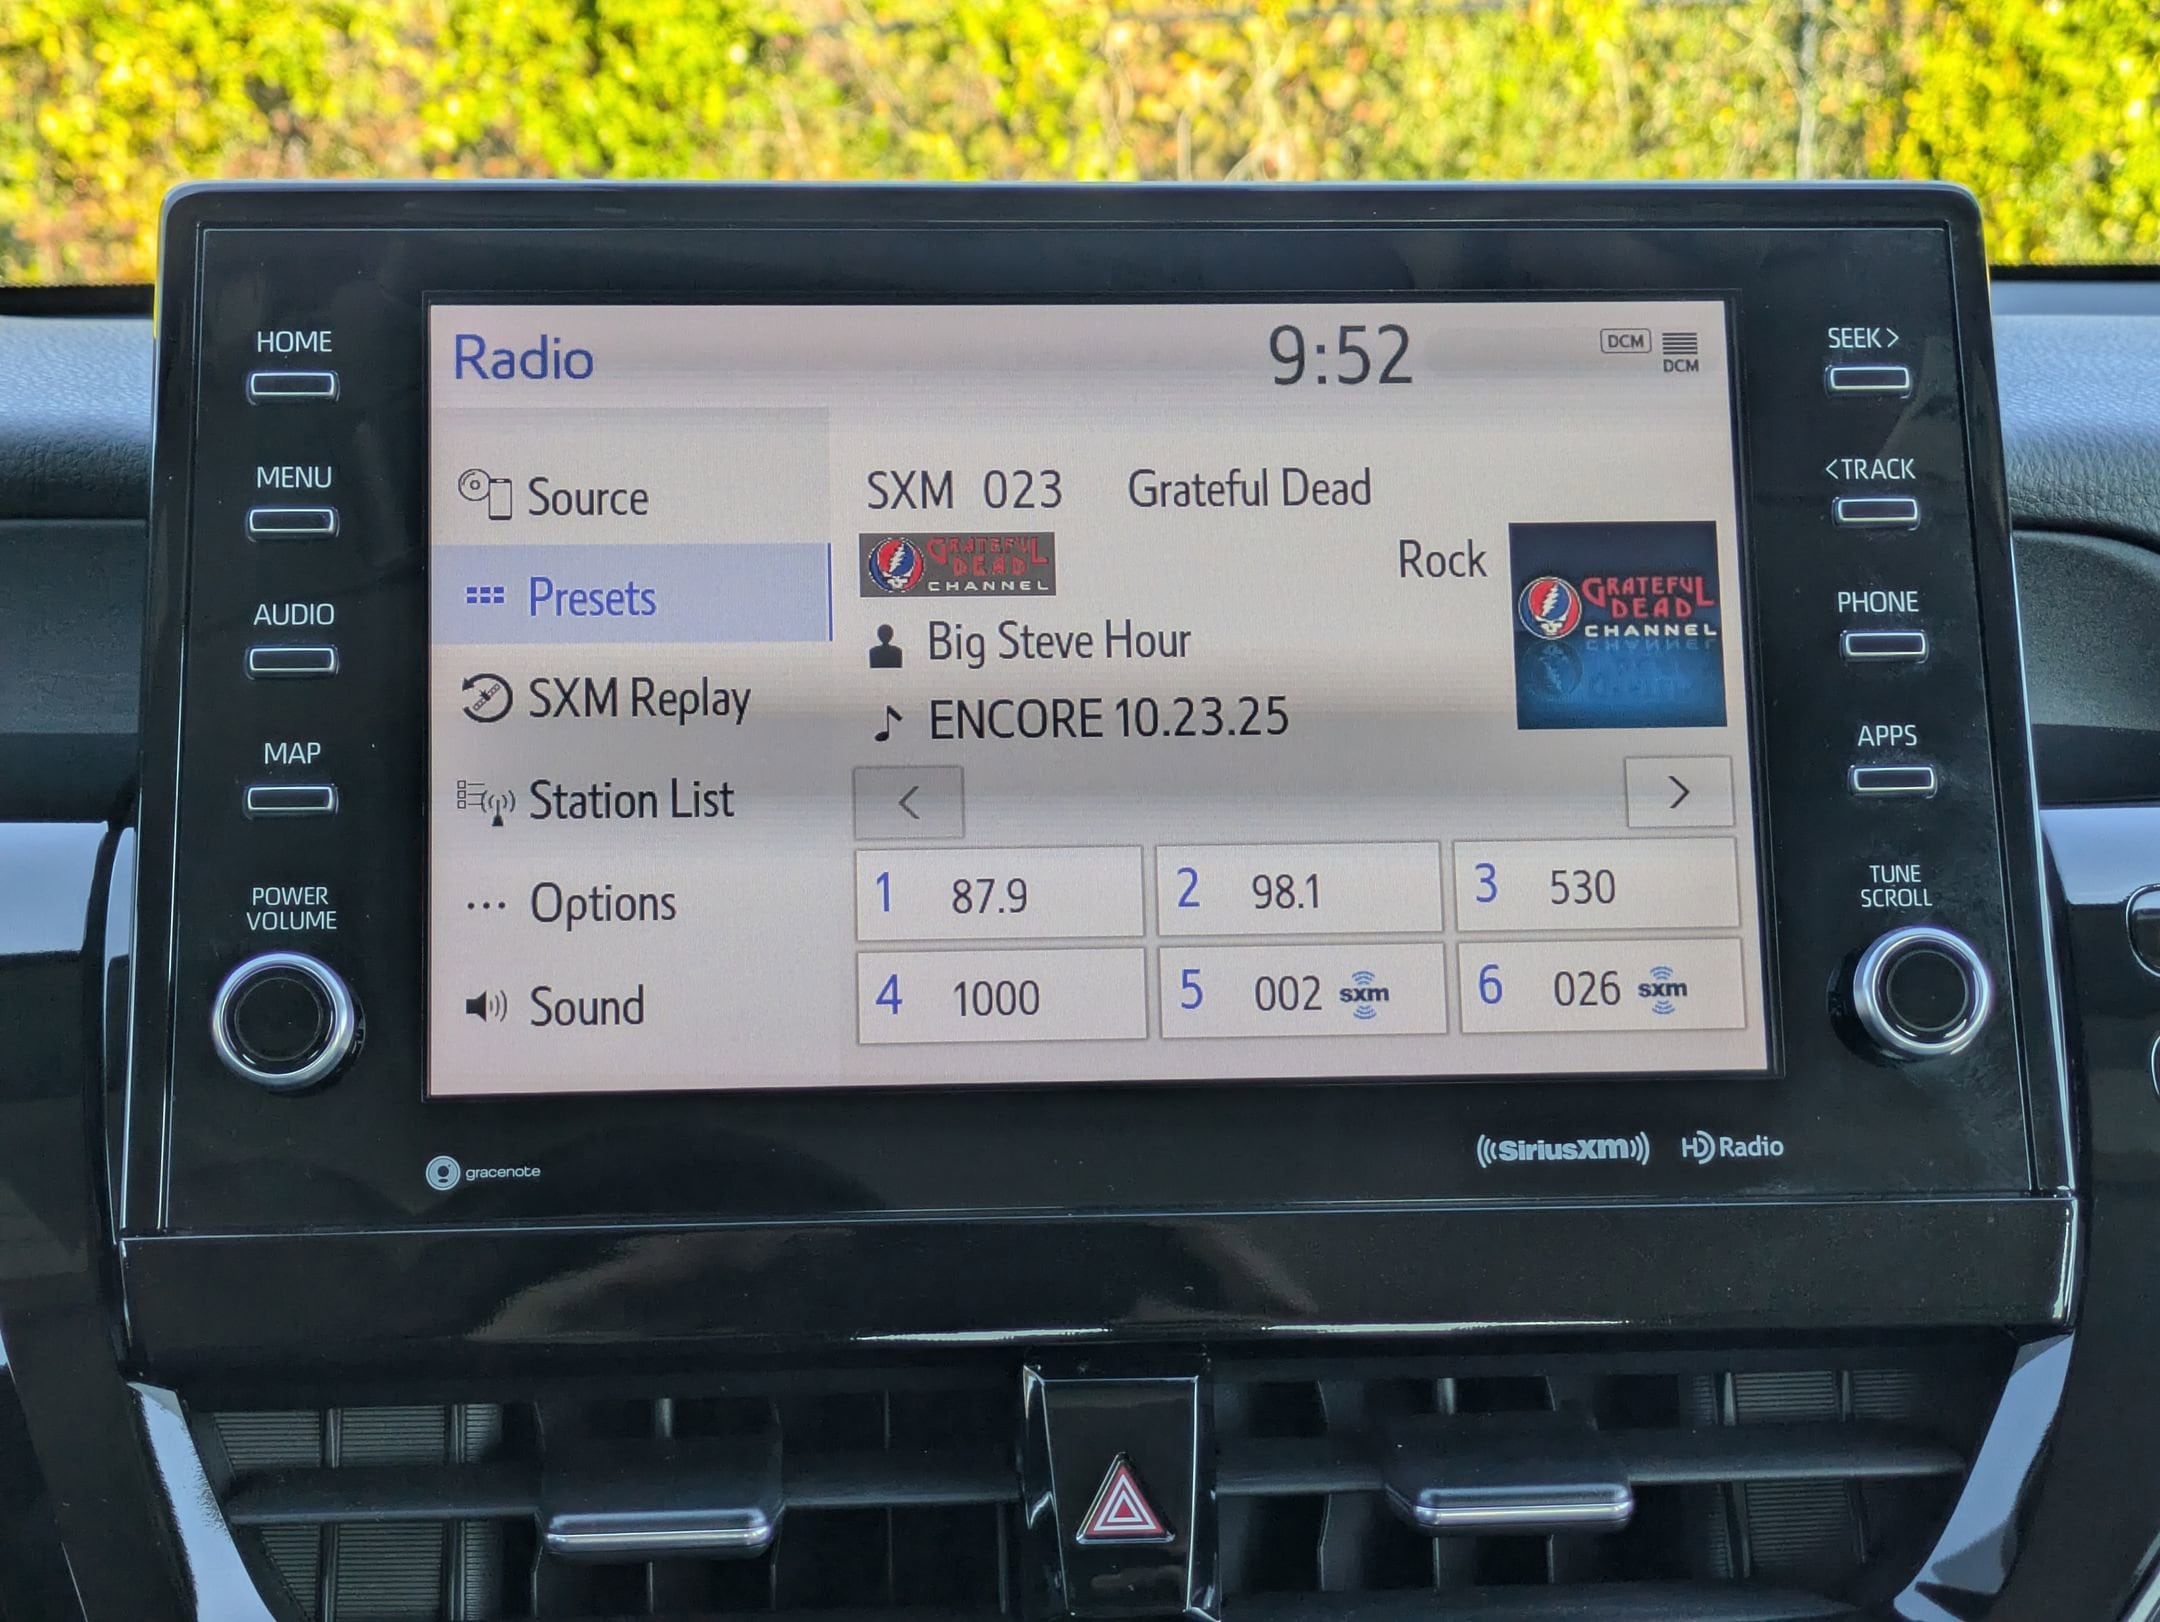 HOME
MENU
AUDIO
MAP
POWER
VOLUME
Radio
9:52
DCM
DCM
Source
Presets
SXM Replay
Station List
Options
Sound
SXM 023 Grateful Dead
GRATEFUL
DEAD
CHANNEL
Rock
GRATEFUL
DEAD
CHANNEL
Big Steve Hour
ENCORE 10.23.25
<
>
1 87.9
2 98.1
3 530
4 1000
5 002 sxm
6 026 sxm
SEEK >
< TRACK
PHONE
APPS
TUNE
SCROLL
gracenote
((SiriusXM))
HD Radio